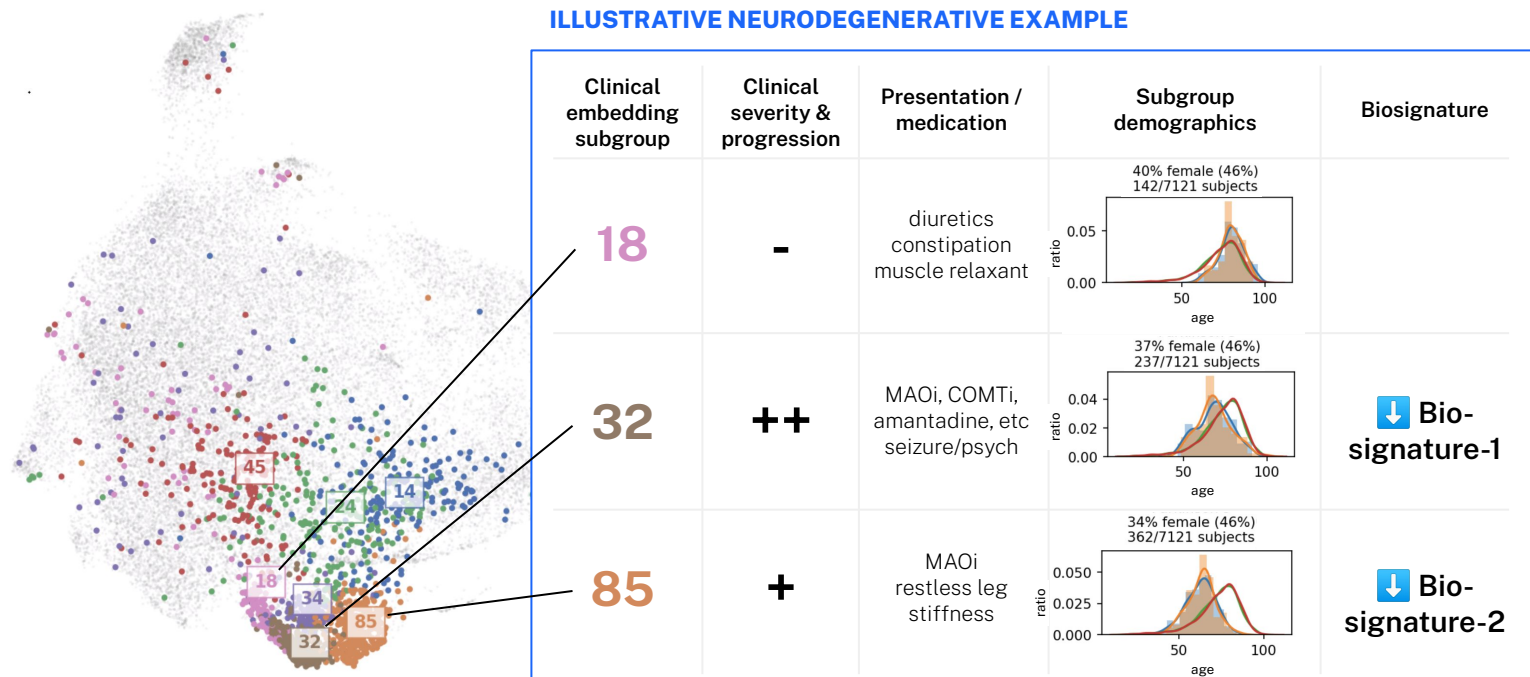 ILLUSTRATIVE NEURODEGENERATIVE EXAMPLE
Clinical
embedding
subgroup
Clinical
severity &
progression
Presentation /
medication
Subgroup
demographics
Biosignature
18
-
diuretics
constipation
muscle relaxant
40% female (46%)
142/7121 subjects
ratio
0.05
0.00
50
100
age
32
++
MAOi, COMTi,
amantadine, etc
seizure/psych
37% female (46%)
237/7121 subjects
ratio
0.04
0.02
0.00
50
100
age
Bio-
signature-1
85
+
MAOi
restless leg
stiffness
34% female (46%)
362/7121 subjects
ratio
0.050
0.025
0.000
50
100
age
Bio-
signature-2
45
14
18
34
85
32